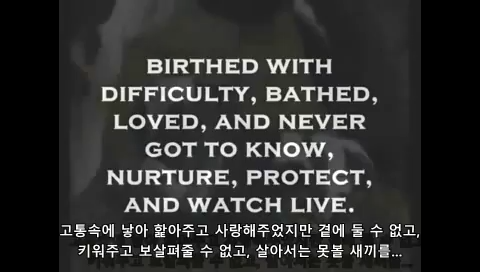 BIRTHED WITH
DIFFICULTY, BATHED,
LOVED, AND NEVER
GOT TO KNOW,
NURTURE, PROTECT,
AND WATCH LIVE.
고통속에 낳아 핥아주고 사랑해주었지만 곁에 둘 수 없고,
키워주고 보살펴줄 수 없고, 살아서는 못볼 새끼를...